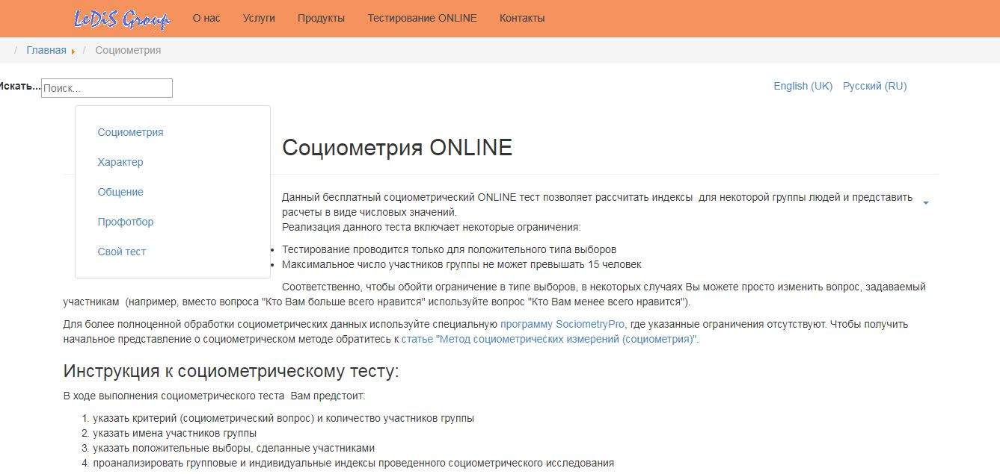 LeDiS Group О нас Услуги Продукты Тестирование ONLINE Контакты
/ Главная / Социометрия
Искать... Поиск... English (UK) Русский (RU)
Социометрия
Характер
Общение
Профотбор
Свой тест
Социометрия ONLINE
Данный бесплатный социометрический ONLINE тест позволяет рассчитать индексы для некоторой группы людей и представить
расчеты в виде числовых значений.
Реализация данного теста включает некоторые ограничения:
• Тестирование проводится только для положительного типа выборов
• Максимальное число участников группы не может превышать 15 человек
Соответственно, чтобы обойти ограничение в типе выборов, в некоторых случаях Вы можете просто изменить вопрос, задаваемый
участникам (например, вместо вопроса "Кто Вам больше всего нравится" используйте вопрос "Кто Вам менее всего нравится").
Для более полноценной обработки социометрических данных используйте специальную программу SociometryPro, где указанные ограничения отсутствуют. Чтобы получить
начальное представление о социометрическом методе обратитесь к статье "Метод социометрических измерений (социометрия)".
Инструкция к социометрическому тесту:
В ходе выполнения социометрического теста Вам предстоит:
1. указать критерий (социометрический вопрос) и количество участников группы
2. указать имена участников группы
3. указать положительные выборы, сделанные участниками
4. проанализировать групповые и индивидуальные индексы проведенного социометрического исследования